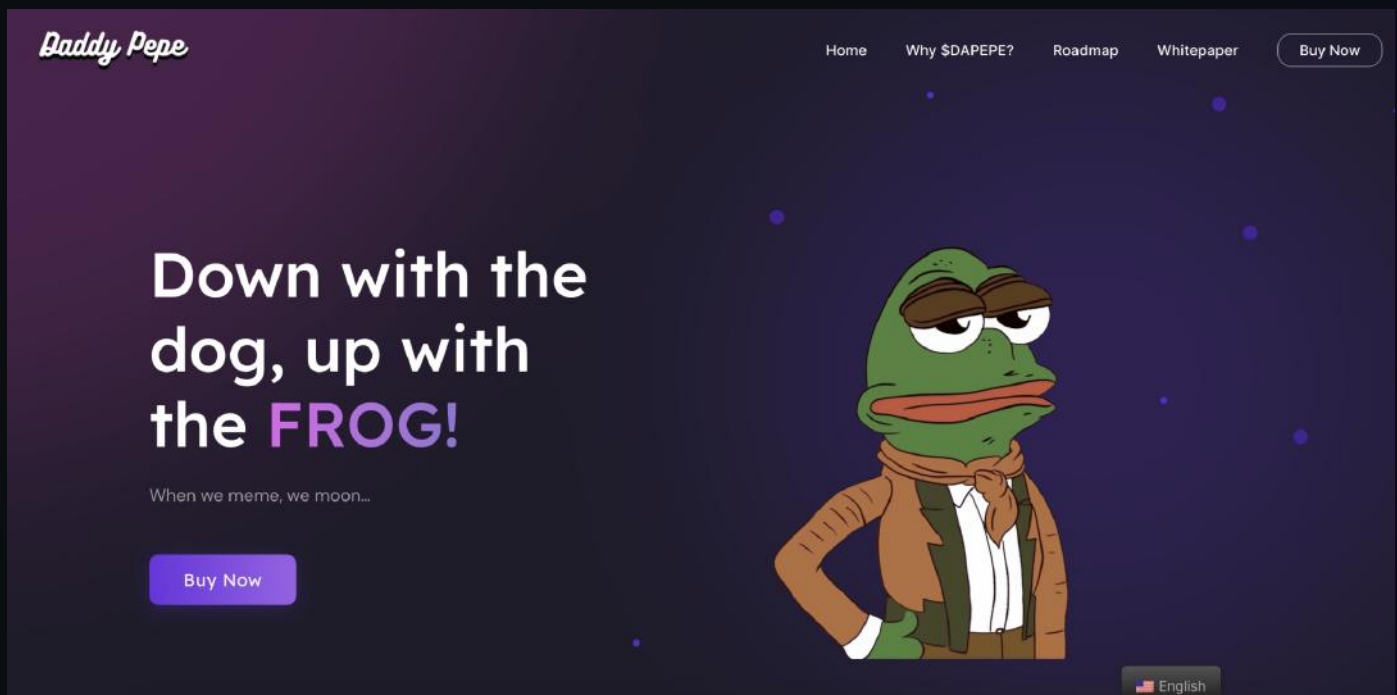 Daddy Pepe
Home
Why $DAPEPE?
Roadmap
Whitepaper
Buy Now
Down with the
dog, up with
the FROG!
When we meme, we moon...
Buy Now
English